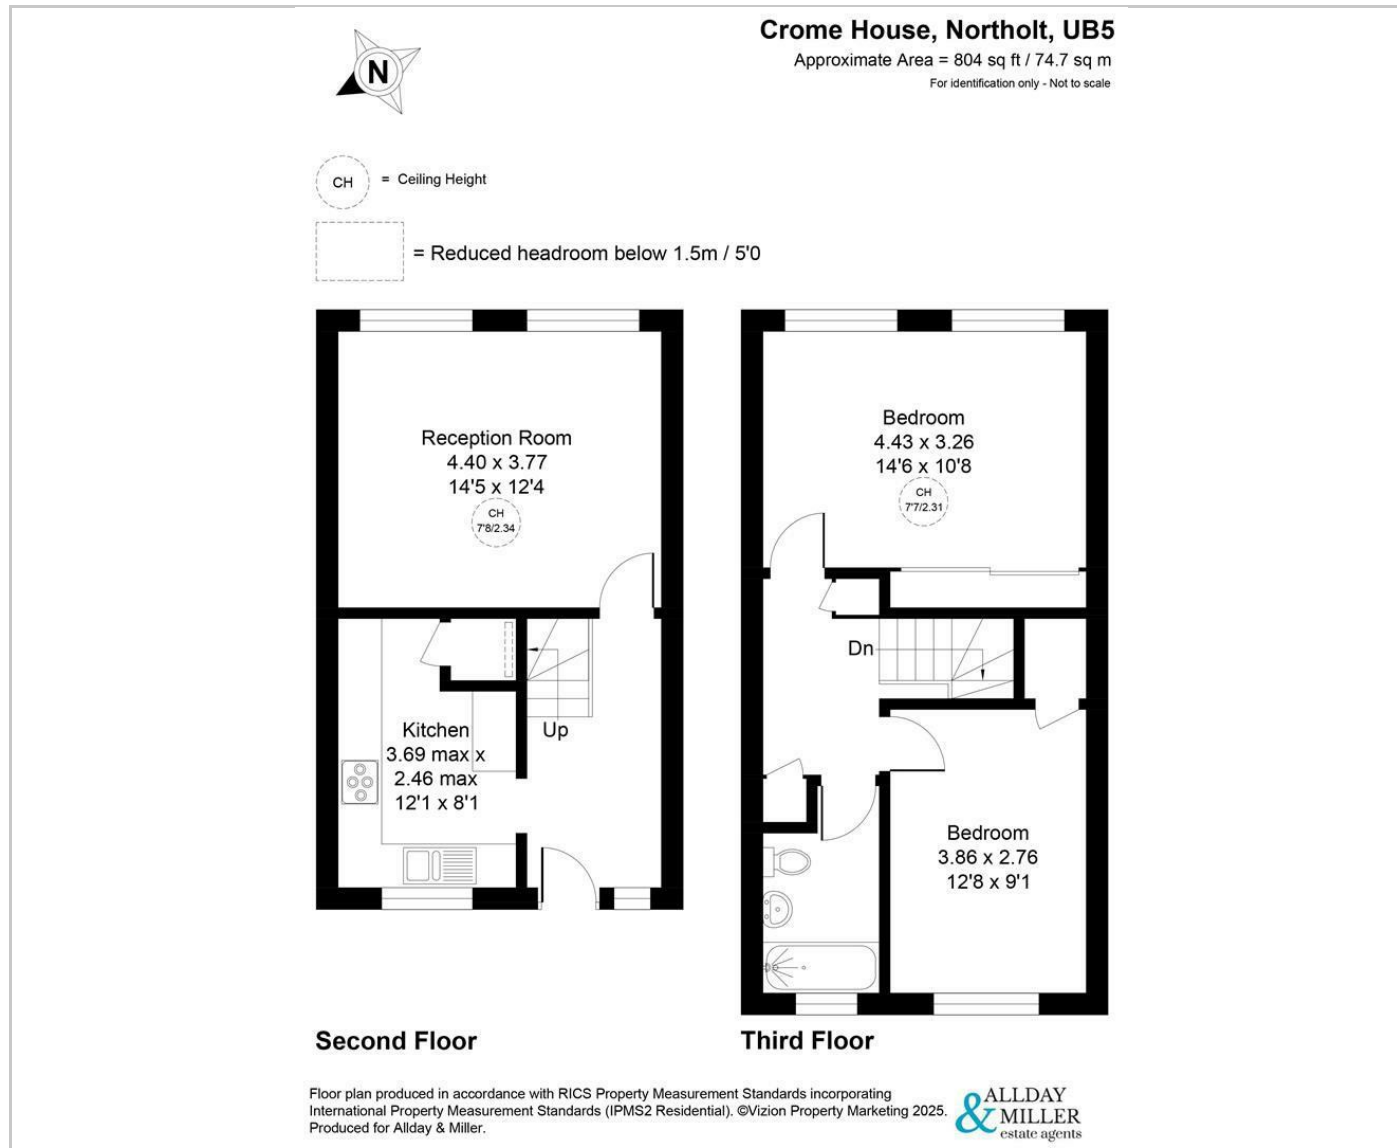 Crome House, Northolt, UB5
Approximate Area = 804 sq ft / 74.7 sq m
For identification only - Not to scale
N
CH = Ceiling Height
= Reduced headroom below 1.5m / 5'0
Reception Room
4.40 x 3.77
14'5 x 12'4
CH
7'8/2.34
Kitchen
3.69 max x
2.46 max
12'1 x 8'1
Up
Second Floor
Bedroom
4.43 x 3.26
14'6 x 10'8
CH
7'7/2.31
Dn
Bedroom
3.86 x 2.76
12'8 x 9'1
Third Floor
Floor plan produced in accordance with RICS Property Measurement Standards incorporating
International Property Measurement Standards (IPMS2 Residential). ©Vizion Property Marketing 2025.
Produced for Allday & Miller.
ALLDAY
& MILLER
estate agents